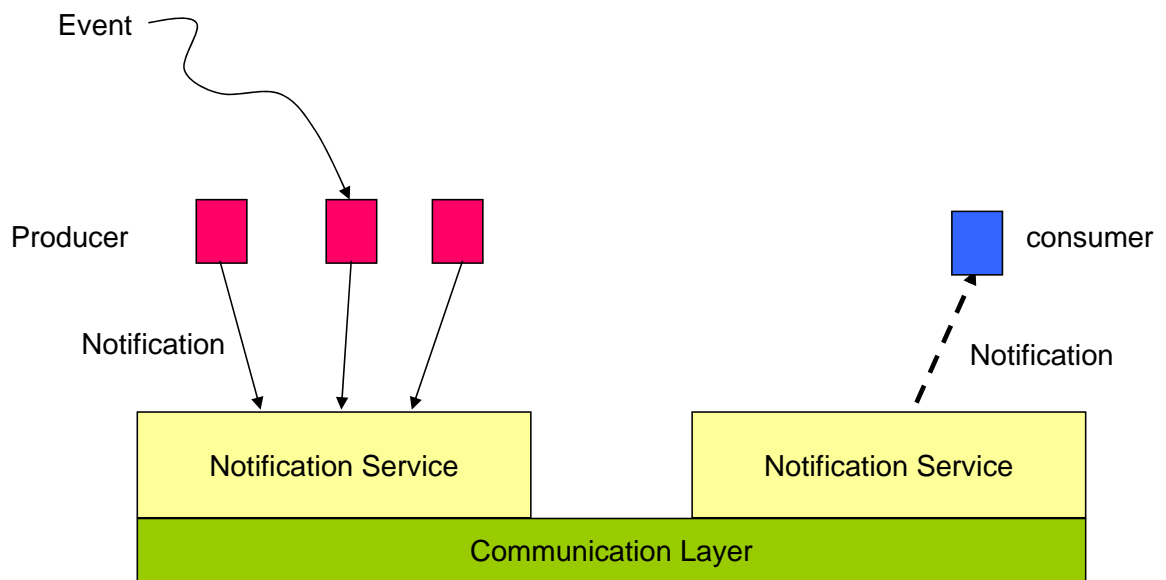 Event
Producer
consumer
Notification
Notification
Notification Service
Notification Service
Communication Layer